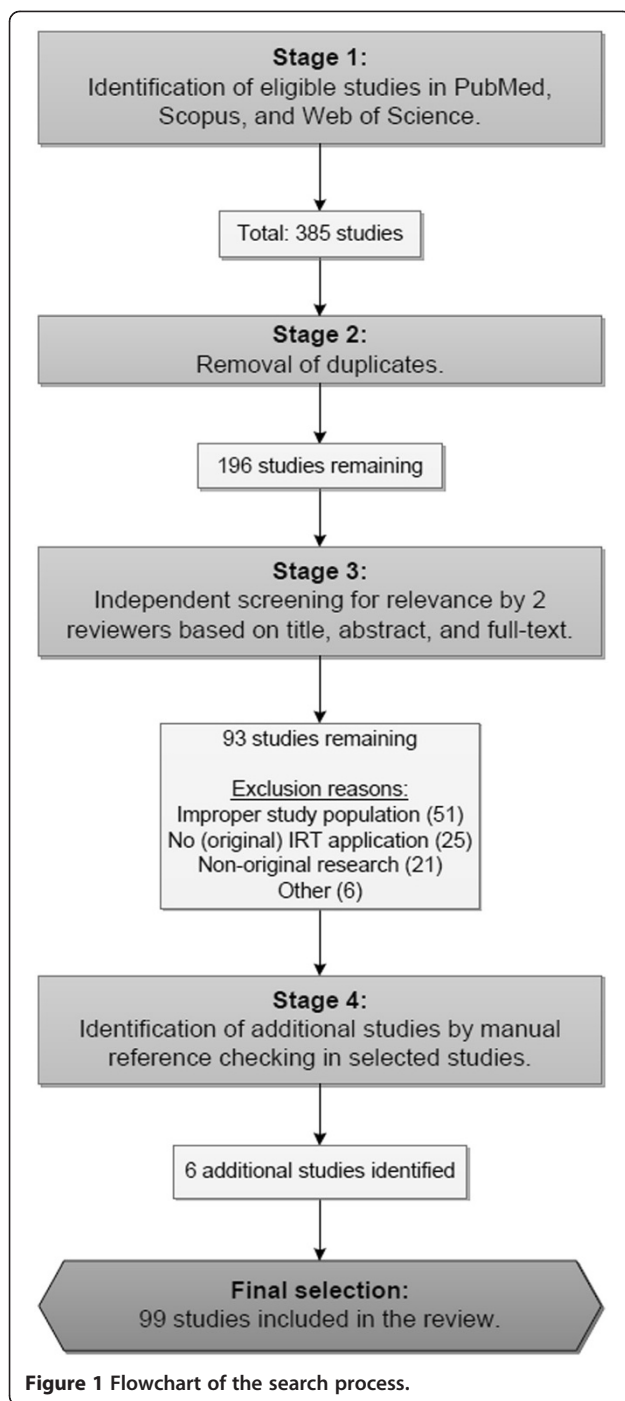 Stage 1:
Identification of eligible studies in PubMed,
Scopus, and Web of Science.
Total: 385 studies
Stage 2:
Removal of duplicates.
196 studies remaining
Stage 3:
Independent screening for relevance by 2
reviewers based on title, abstract, and full-text.
93 studies remaining
Exclusion reasons:
Improper study population (51)
No (original) IRT application (25)
Non-original research (21)
Other (6)
Stage 4:
Identification of additional studies by manual
reference checking in selected studies.
6 additional studies identified
Final selection:
99 studies included in the review.
Figure 1 Flowchart of the search process.